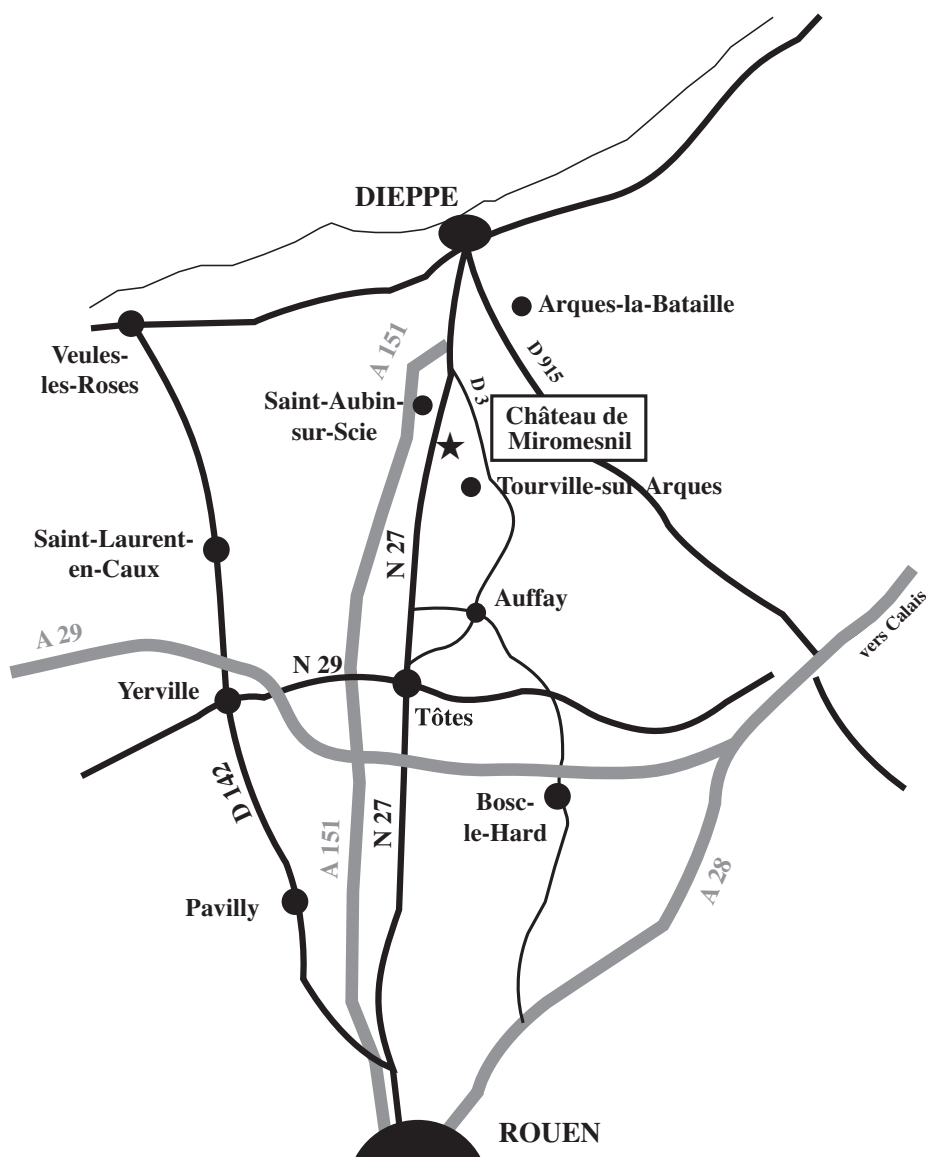 DIEPPE
Arques-la-Bataille
Veules-
les-Roses
A 151
D 915
D 3
Saint-Aubin-
sur-Scie
Château de
Miromesnil
Tourville-sur-Arques
Saint-Laurent-
en-Caux
N 27
Auffay
A 29
vers Calais
N 29
Yerville
Tôtes
D 142
A 151
N 27
Bosc-
le-Hard
A 28
Pavilly
ROUEN